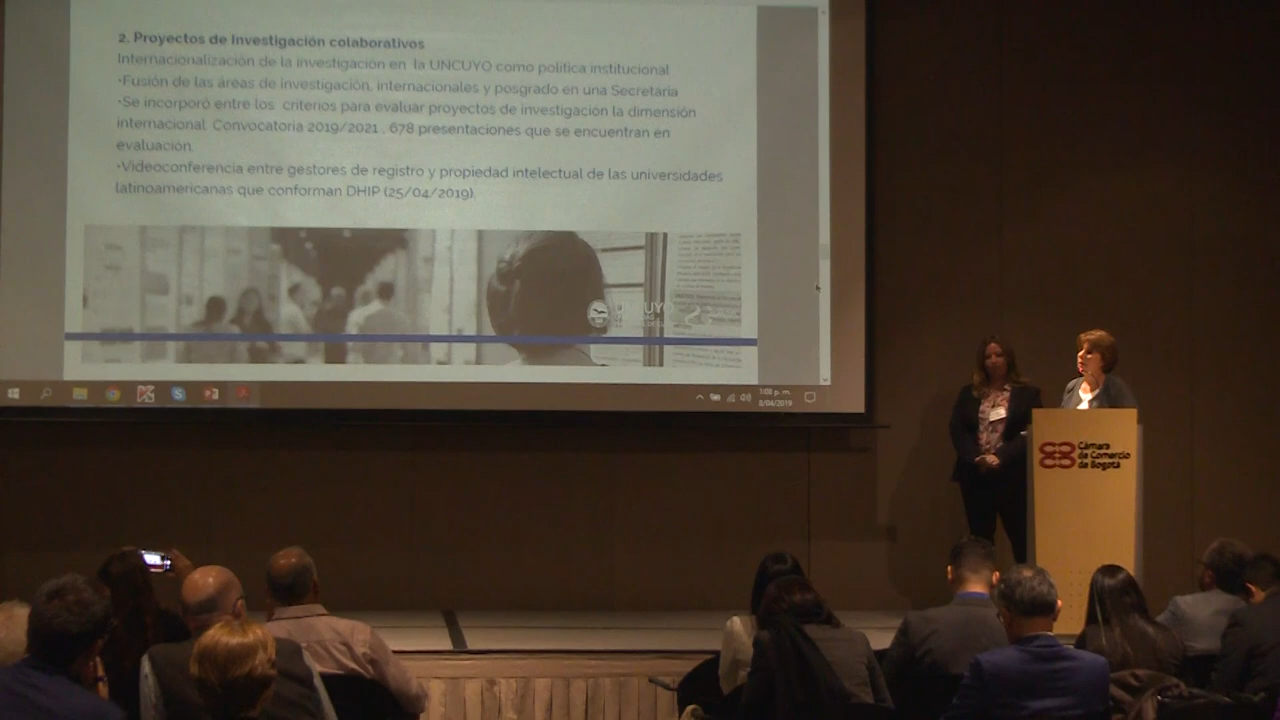 2. Proyectos de Investigación colaborativos
Internacionalización de la investigación en la UNCUYO como política institucional
•Fusión de las áreas de investigación, internacionales y posgrado en una Secretaria
•Se incorporó entre los criterios para evaluar proyectos de investigación la dimensión
internacional. Convocatoria 2019/2021 . 678 presentaciones que se encuentran en
evaluación.
•Videoconferencia entre gestores de registro y propiedad intelectual de las universidades
latinoamericanas que conforman DHIP (25/04/2019).
UNCUYO
1:08 p. m.
8/04/2019
Cámara
de Comercio
de Bogotá